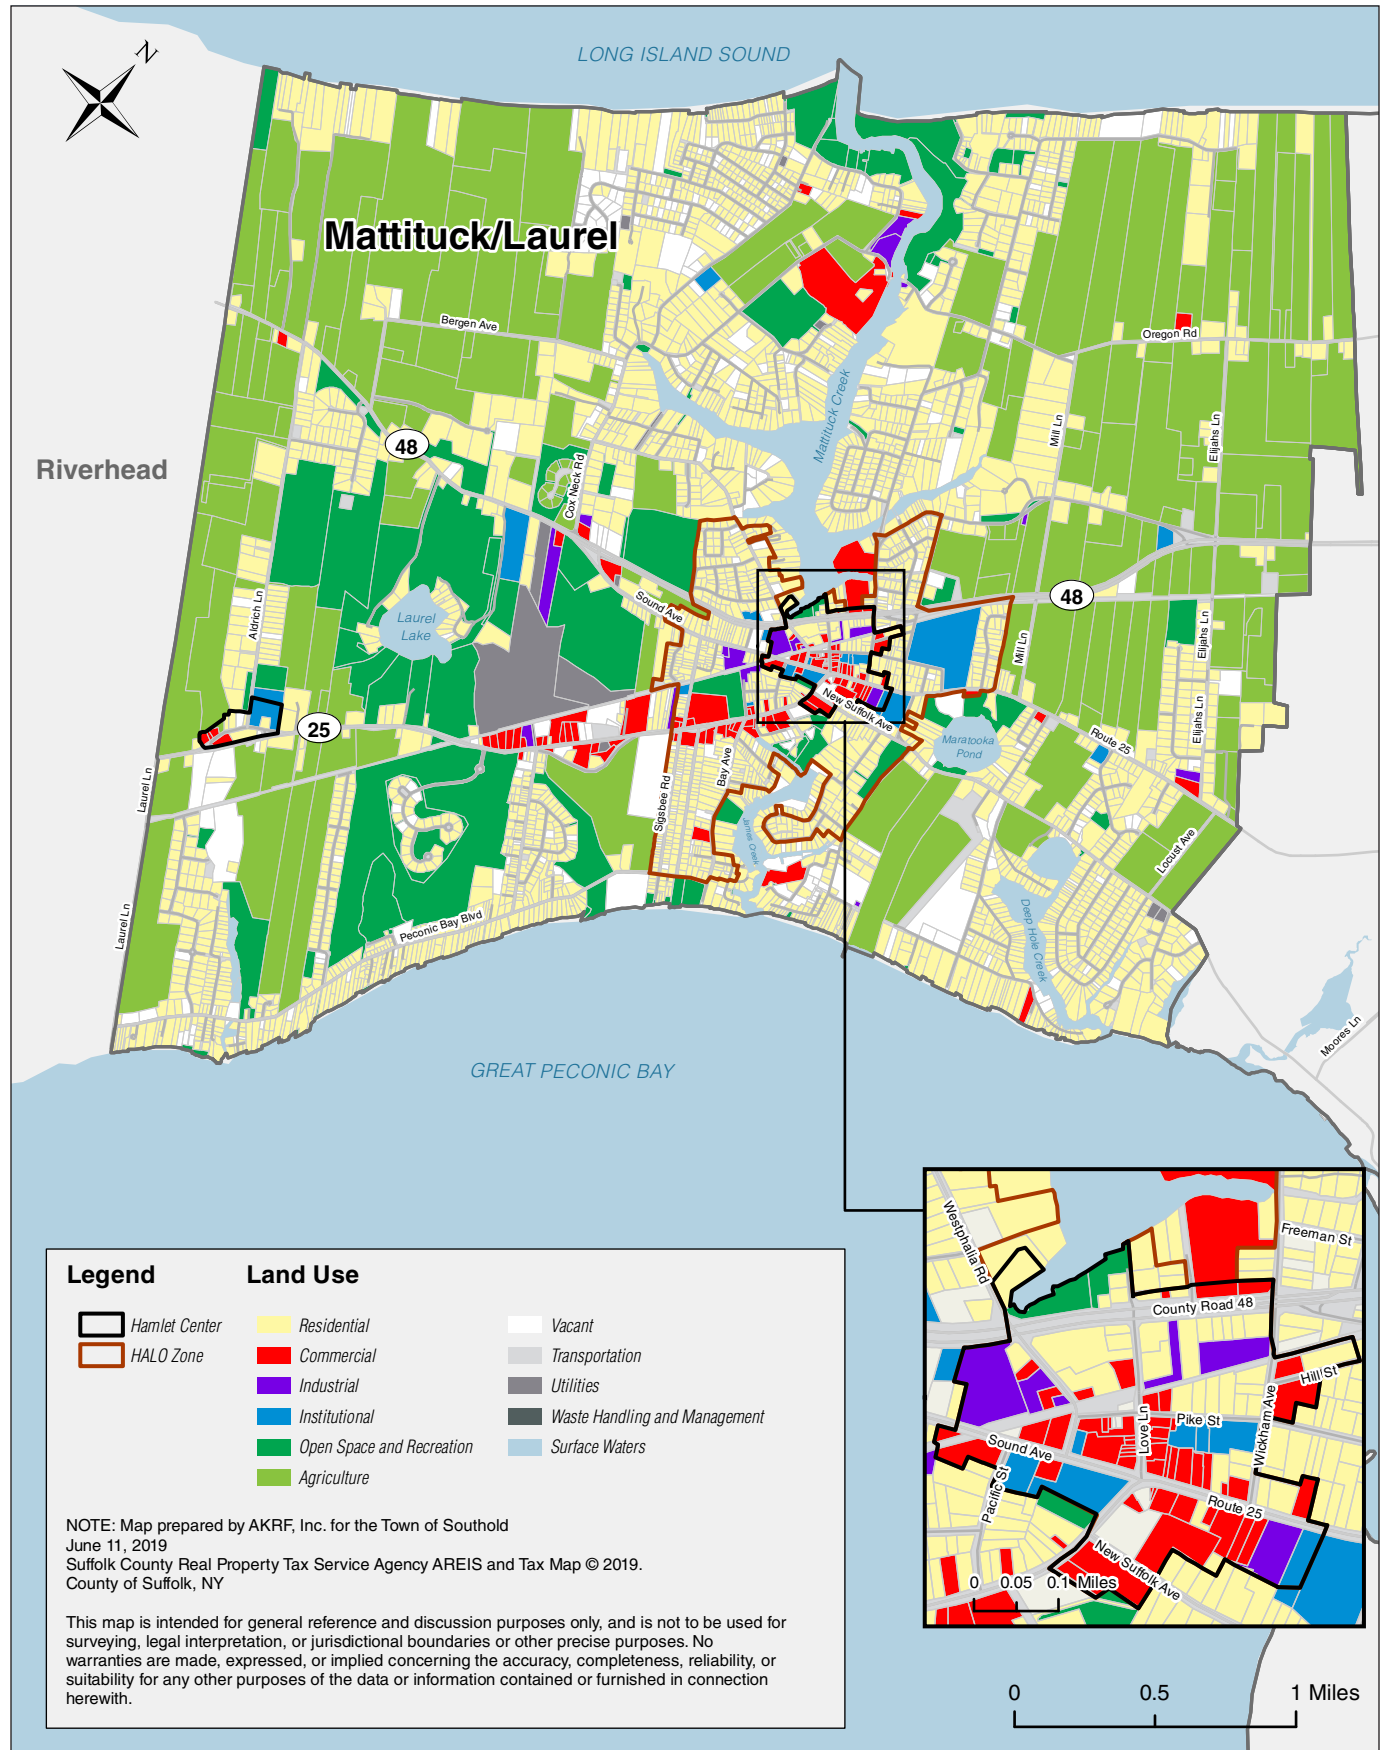 LONG ISLAND SOUND
N
Mattituck/Laurel
Bergen Ave
Oregon Rd
Mattituck Creek
Mill Ln
Elijahs Ln
48
Riverhead
Cox Neck Rd
Aldrich Ln
Laurel
Lake
Sound Ave
48
Mill Ln
Elijahs Ln
25
New Suffolk Ave
Maratooka
Pond
Route 25
Elijahs Ln
Laurel Ln
Sigsbee Rd
Bay Ave
James Creek
Locust Ave
Laurel Ln
Peconic Bay Blvd
Deep Hole Creek
Moores Ln
GREAT PECONIC BAY
Westphalia Rd
Freeman St
County Road 48
Hill St
Pike St
Love Ln
Wickham Ave
Sound Ave
Pacific St
Route 25
New Suffolk Ave
0 0.05 0.1 Miles
Legend
Land Use
Hamlet Center
HALO Zone
Residential
Commercial
Industrial
Institutional
Open Space and Recreation
Agriculture
Vacant
Transportation
Utilities
Waste Handling and Management
Surface Waters
NOTE: Map prepared by AKRF, Inc. for the Town of Southold
June 11, 2019
Suffolk County Real Property Tax Service Agency AREIS and Tax Map © 2019.
County of Suffolk, NY
This map is intended for general reference and discussion purposes only, and is not to be used for
surveying, legal interpretation, or jurisdictional boundaries or other precise purposes. No
warranties are made, expressed, or implied concerning the accuracy, completeness, reliability, or
suitability for any other purposes of the data or information contained or furnished in connection
herewith.
0 0.5 1 Miles